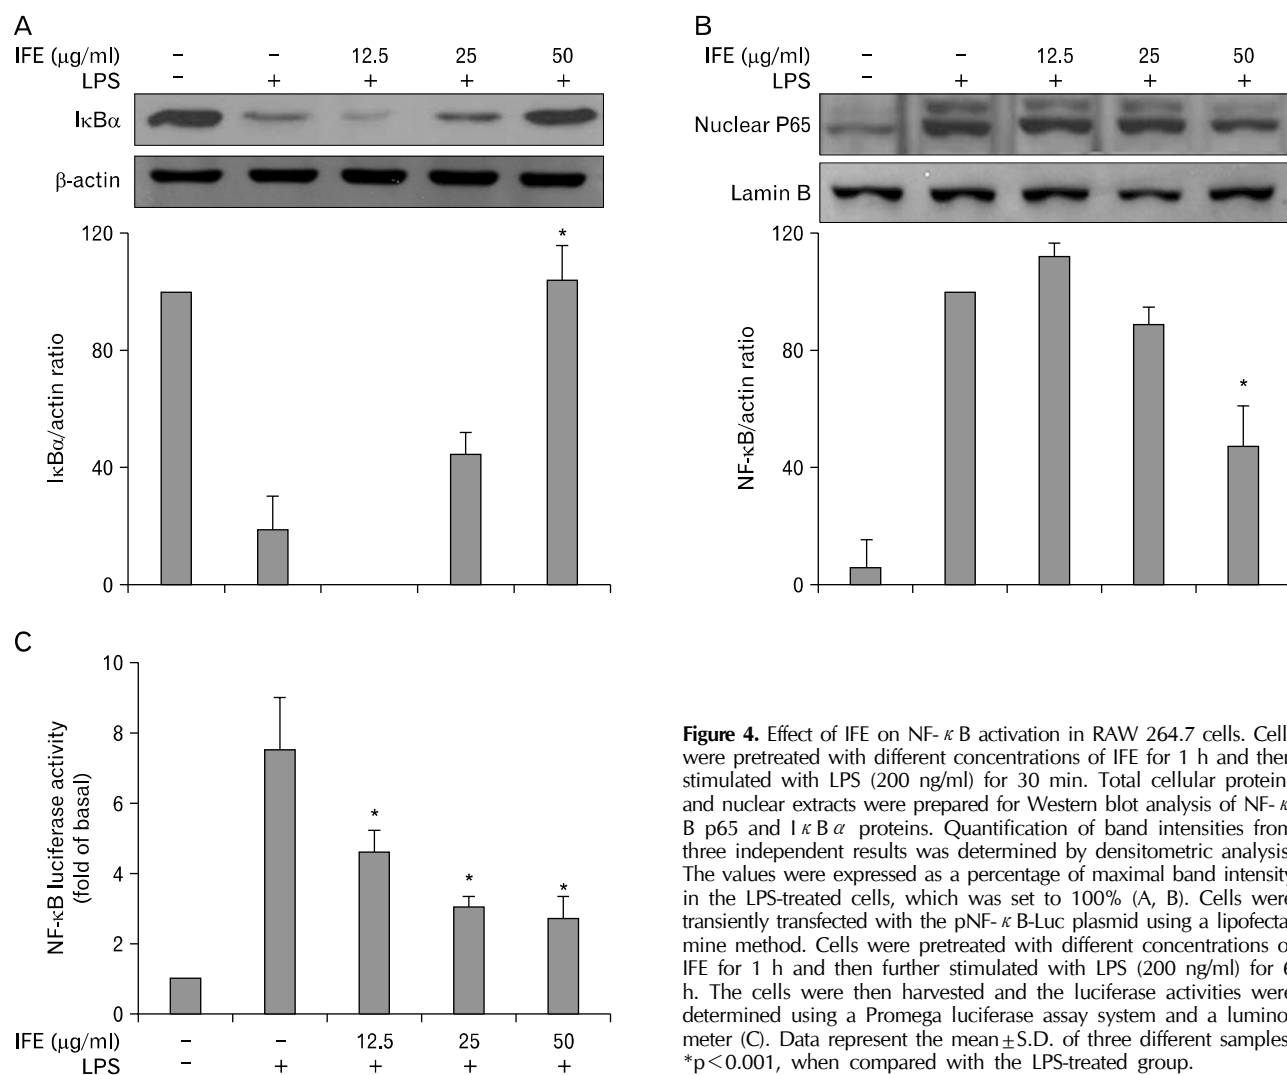 A
IFE (μg/ml) – – 12.5 25 50
LPS – + + + +
IκBα
β-actin
120
80
40
0
IκBα/actin ratio
*
B
IFE (μg/ml) – – 12.5 25 50
LPS – + + + +
Nuclear P65
Lamin B
120
80
40
0
NF-κB/actin ratio
*
C
10
8
6
4
2
0
NF-κB luciferase activity
(fold of basal)
* * *
IFE (μg/ml) – – 12.5 25 50
LPS – + + + +
Figure 4. Effect of IFE on NF-κB activation in RAW 264.7 cells. Cell
were pretreated with different concentrations of IFE for 1 h and then
stimulated with LPS (200 ng/ml) for 30 min. Total cellular protein
and nuclear extracts were prepared for Western blot analysis of NF-κ
B p65 and IκBα proteins. Quantification of band intensities from
three independent results was determined by densitometric analysis
The values were expressed as a percentage of maximal band intensity
in the LPS-treated cells, which was set to 100% (A, B). Cells were
transiently transfected with the pNF-κB-Luc plasmid using a lipofecta
mine method. Cells were pretreated with different concentrations o
IFE for 1 h and then further stimulated with LPS (200 ng/ml) for 6
h. The cells were then harvested and the luciferase activities were
determined using a Promega luciferase assay system and a lumino
meter (C). Data represent the mean±S.D. of three different samples
*p<0.001, when compared with the LPS-treated group.